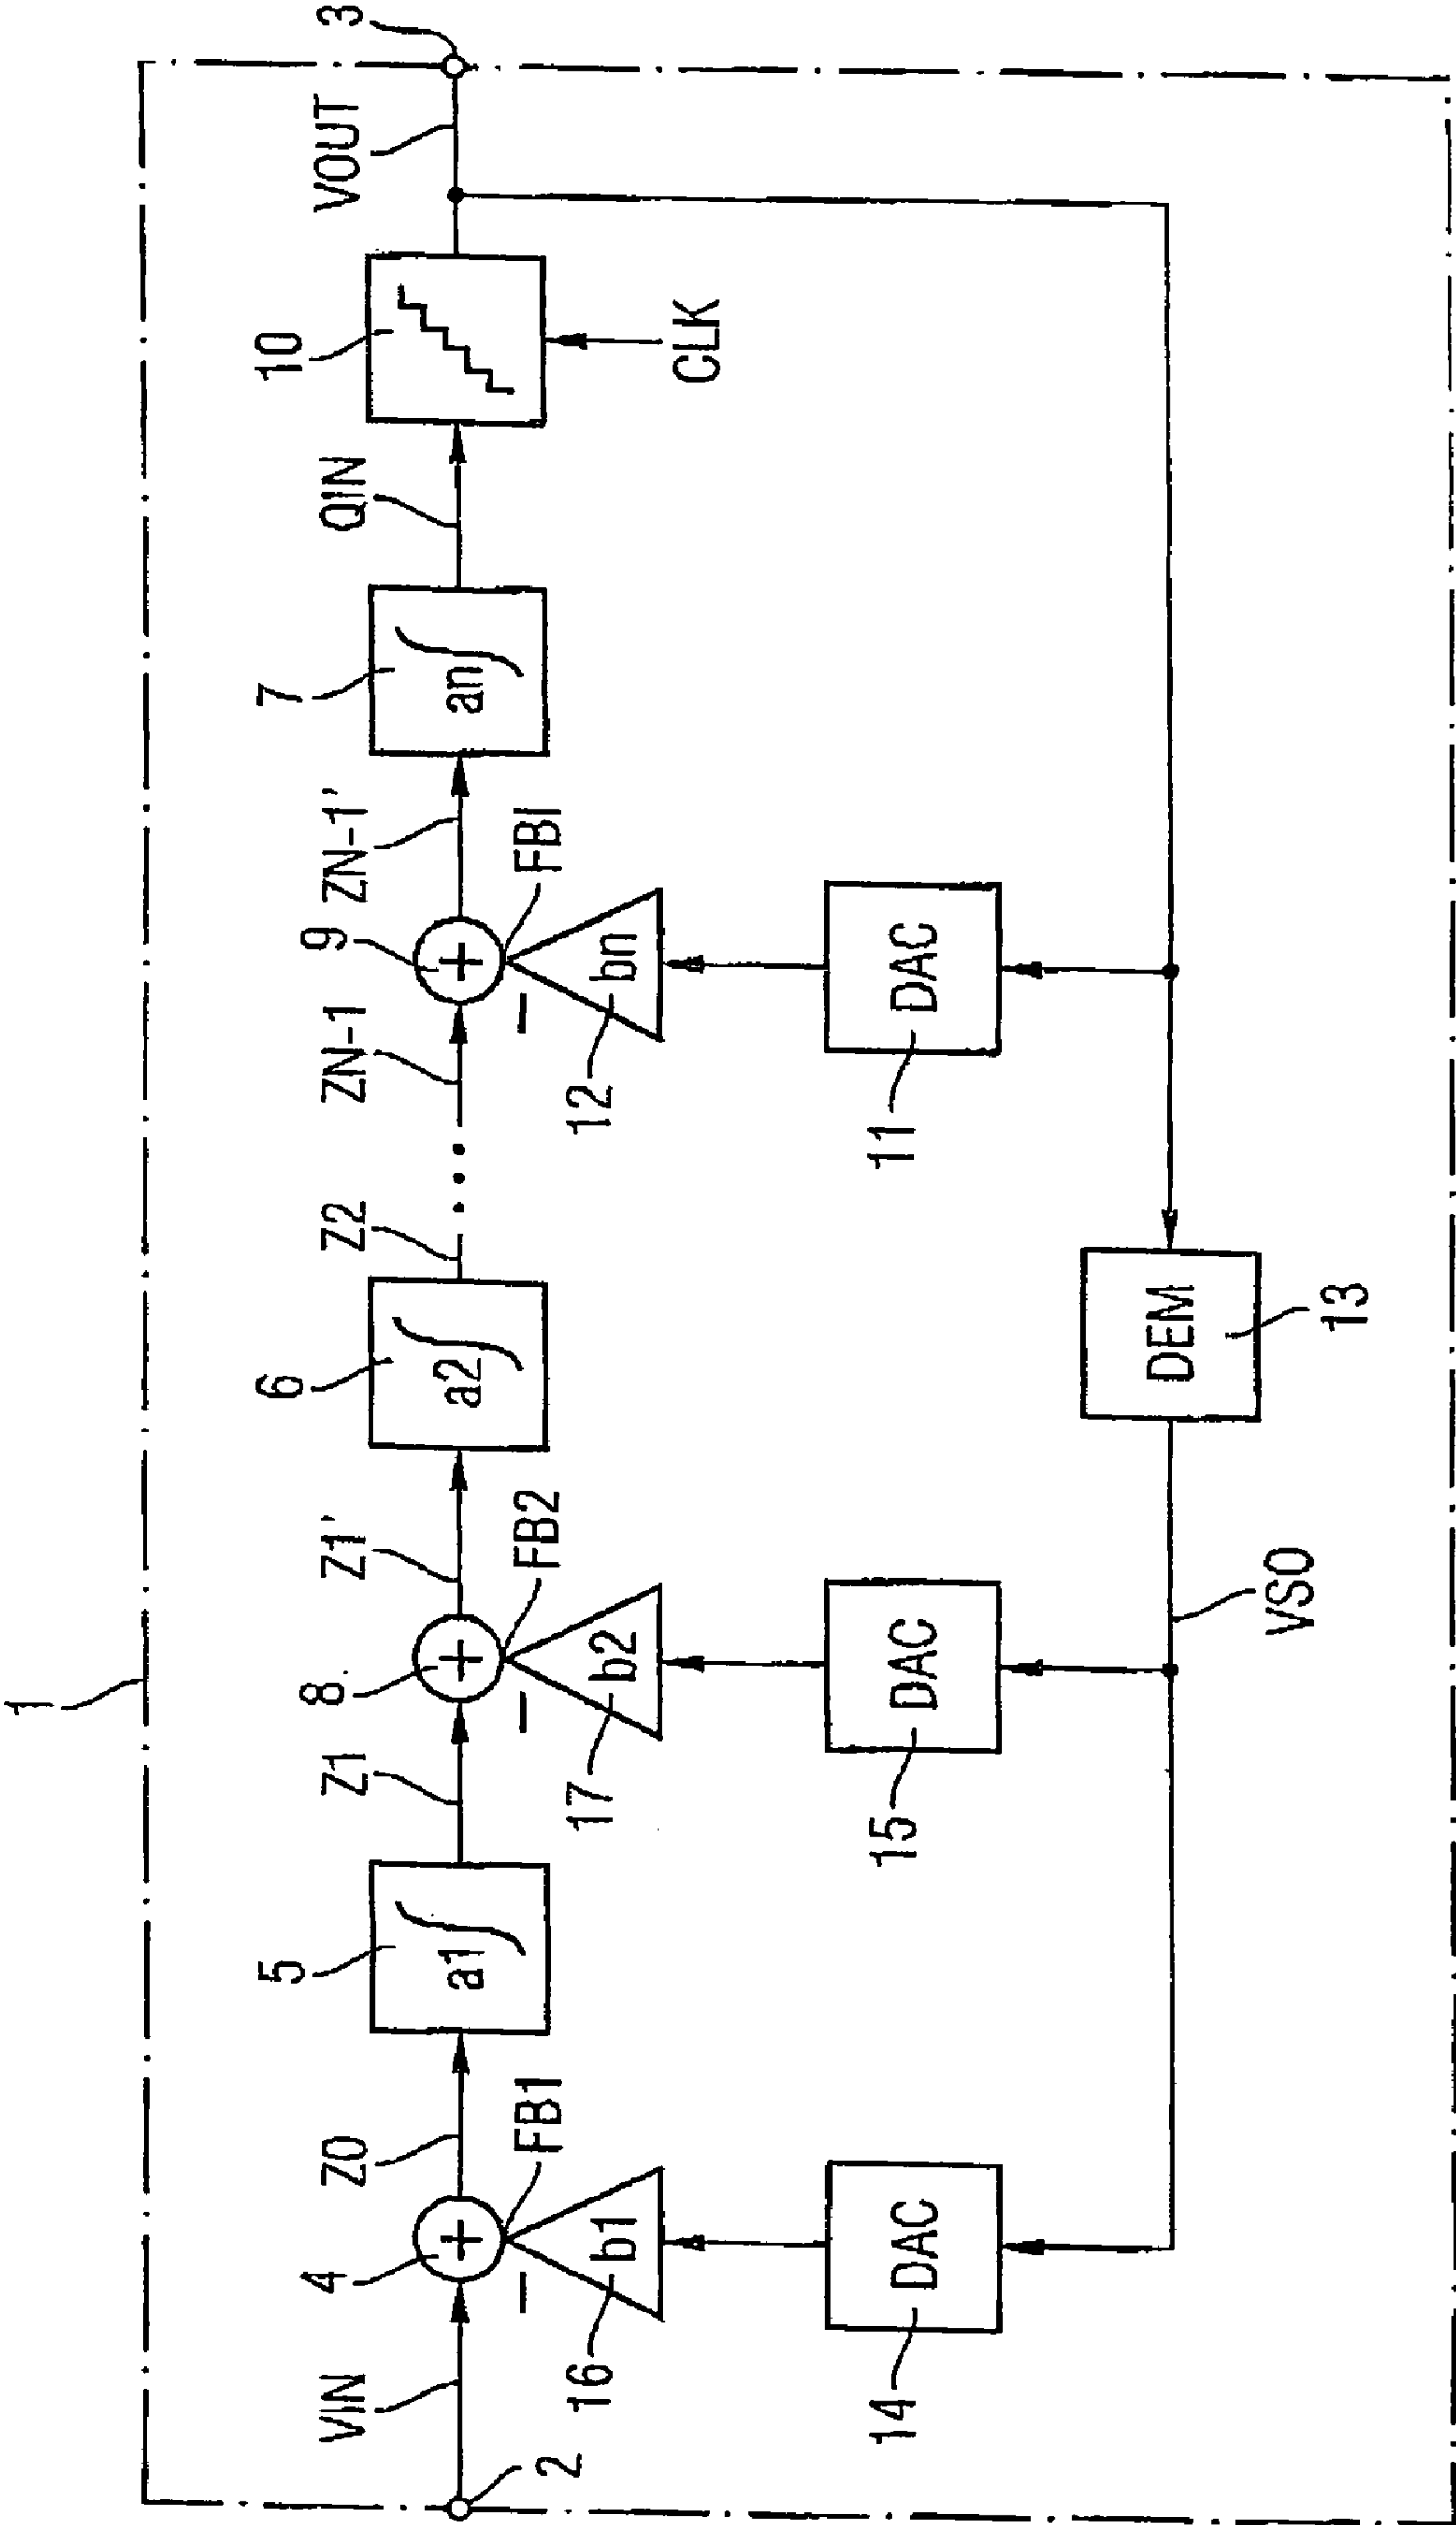 1
VIN
Z0
Z1
Z1'
Z2
ZN-1
ZN-1'
QIN
VOUT
3
4
5
8
6
9
7
10
2
a1
a2
an
FB1
FB2
FBI
CLK
16
b1
17
b2
12
bn
14
DAC
15
DAC
11
DAC
VSO
DEM
13